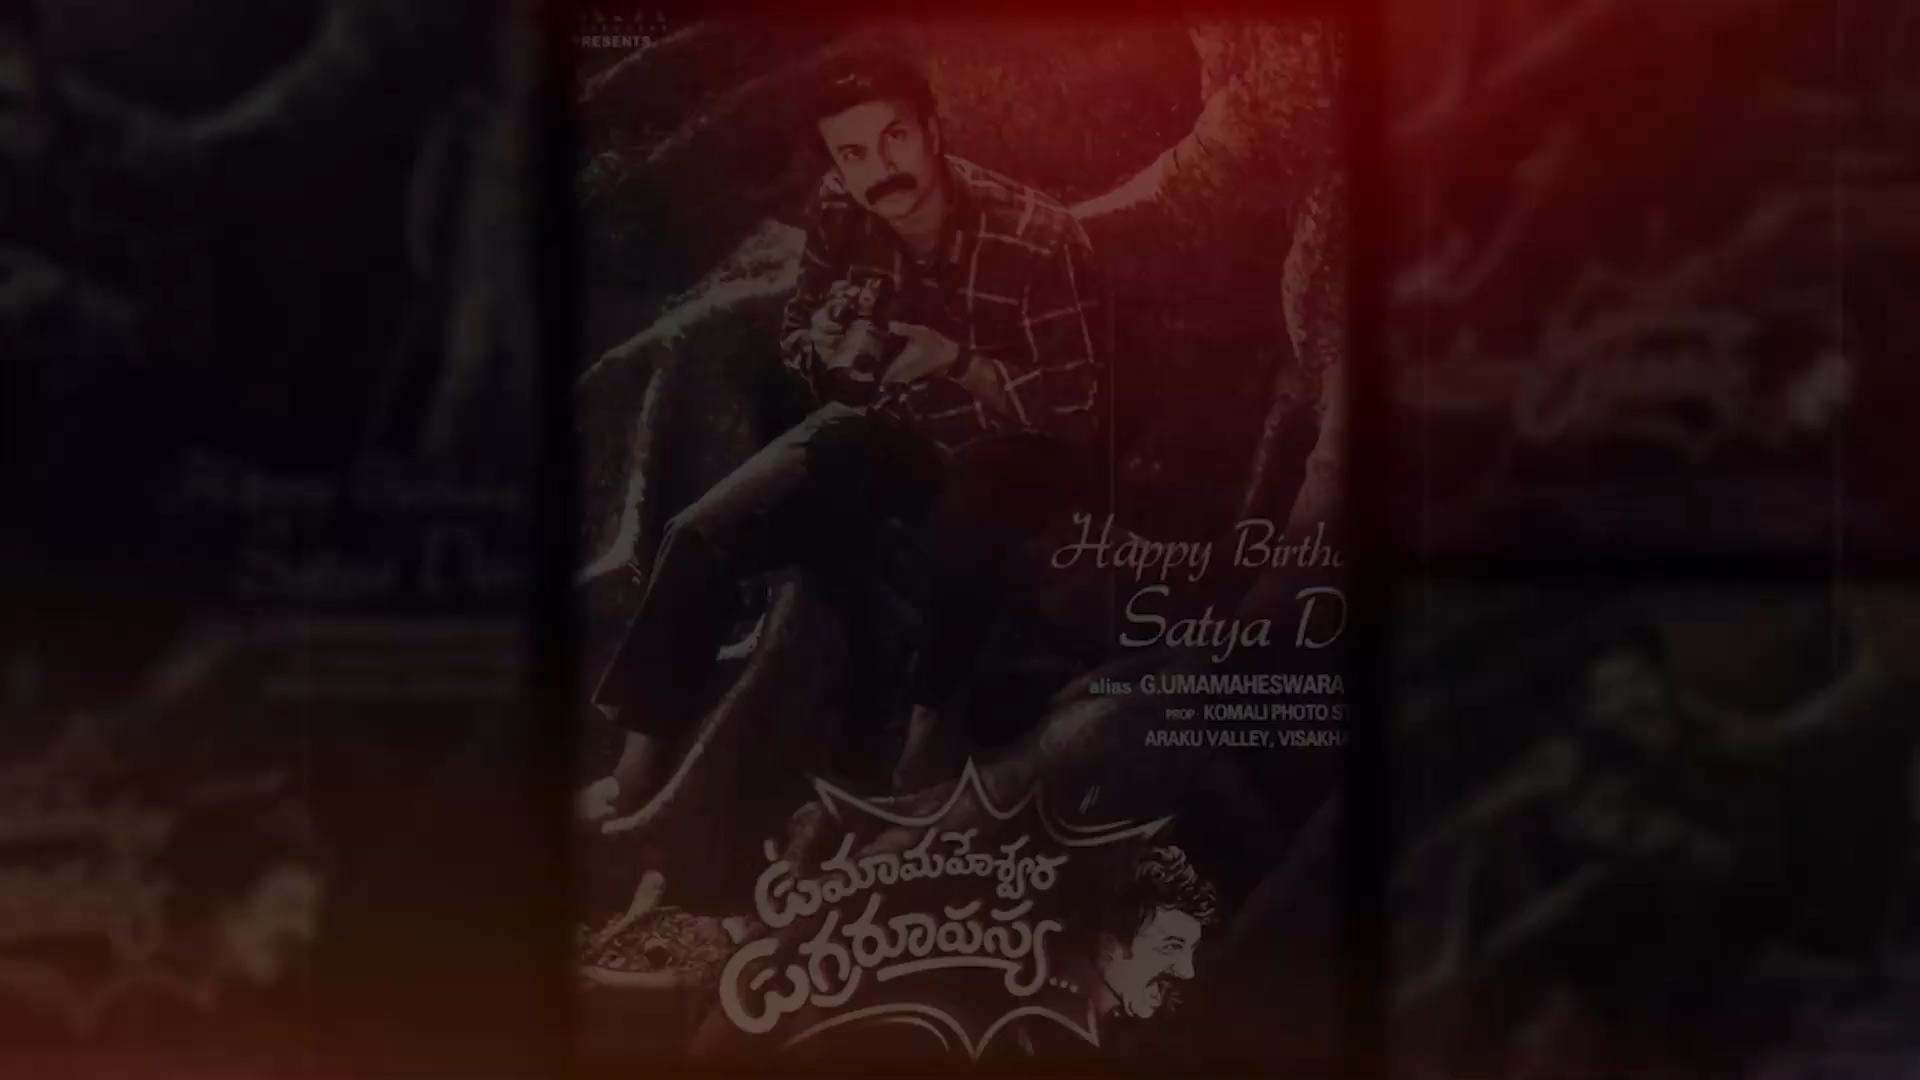 PRESENTS
Happy Birthd
Satya D
alias G.UMAMAHESWARA
PROP KOMALI PHOTO ST
ARAKU VALLEY, VISAKHA
ఉమామహేశ్వర
ఉగ్రరూపస్య...